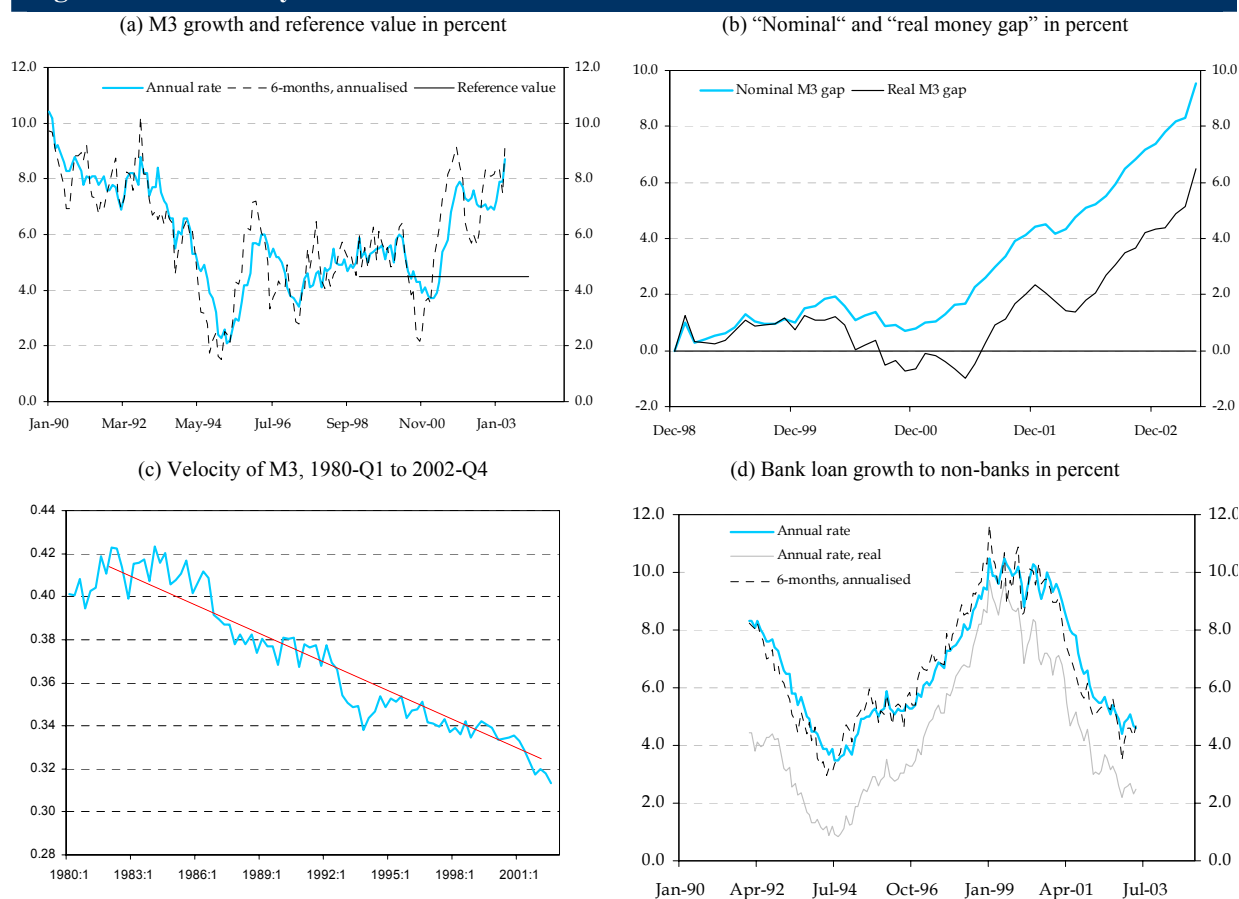 (a) M3 growth and reference value in percent
12.0 12.0
Annual rate 6-months, annualised Reference value
10.0 10.0
8.0 8.0
6.0 6.0
4.0 4.0
2.0 2.0
0.0 0.0
Jan-90 Mar-92 May-94 Jul-96 Sep-98 Nov-00 Jan-03
(b) “Nominal“ and “real money gap” in percent
10.0 10.0
Nominal M3 gap Real M3 gap
8.0 8.0
6.0 6.0
4.0 4.0
2.0 2.0
0.0 0.0
-2.0 -2.0
Dec-98 Dec-99 Dec-00 Dec-01 Dec-02
(c) Velocity of M3, 1980-Q1 to 2002-Q4
0.44
0.42
0.40
0.38
0.36
0.34
0.32
0.30
0.28
1980:1 1983:1 1986:1 1989:1 1992:1 1995:1 1998:1 2001:1
(d) Bank loan growth to non-banks in percent
12.0 12.0
Annual rate
Annual rate, real
6-months, annualised
10.0 10.0
8.0 8.0
6.0 6.0
4.0 4.0
2.0 2.0
0.0 0.0
Jan-90 Apr-92 Jul-94 Oct-96 Jan-99 Apr-01 Jul-03